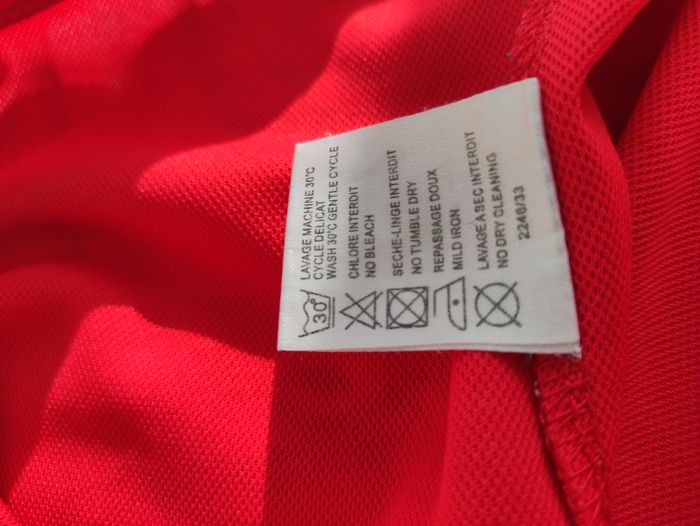 LAVAGE MACHINE 30°C
CYCLE DELICAT
WASH 30°C GENTLE CYCLE
CHLORE INTERDIT
NO BLEACH
SECHE-LINGE INTERDIT
NO TUMBLE DRY
REPASSAGE DOUX
MILD IRON
LAVAGE A SEC INTERDIT
NO DRY CLEANING
2246/33
30°